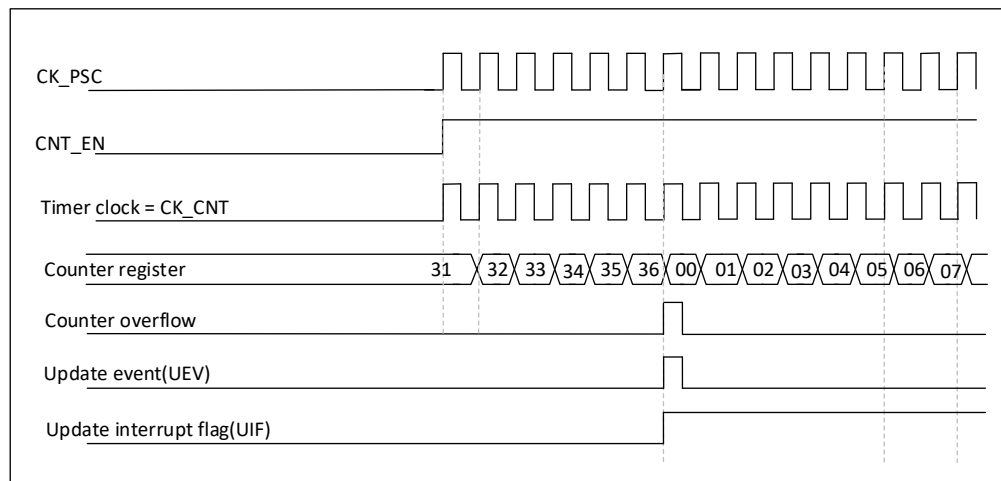 CK_PSC
CNT_EN
Timer clock = CK_CNT
Counter register 31 32 33 34 35 36 00 01 02 03 04 05 06 07
Counter overflow
Update event(UEV)
Update interrupt flag(UIF)